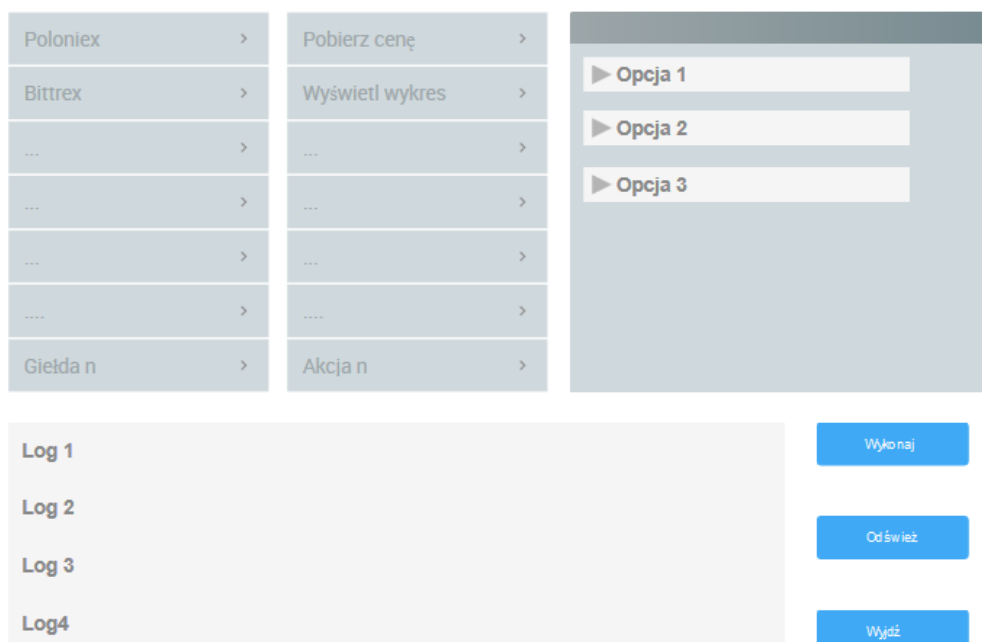 Poloniex
Bittrex
...
...
...
....
Giełda n
Pobierz cenę
Wyświetl wykres
...
...
...
....
Akcja n
Opcja 1
Opcja 2
Opcja 3
Log 1
Log 2
Log 3
Log4
Wykonaj
Odśwież
Wyjdź